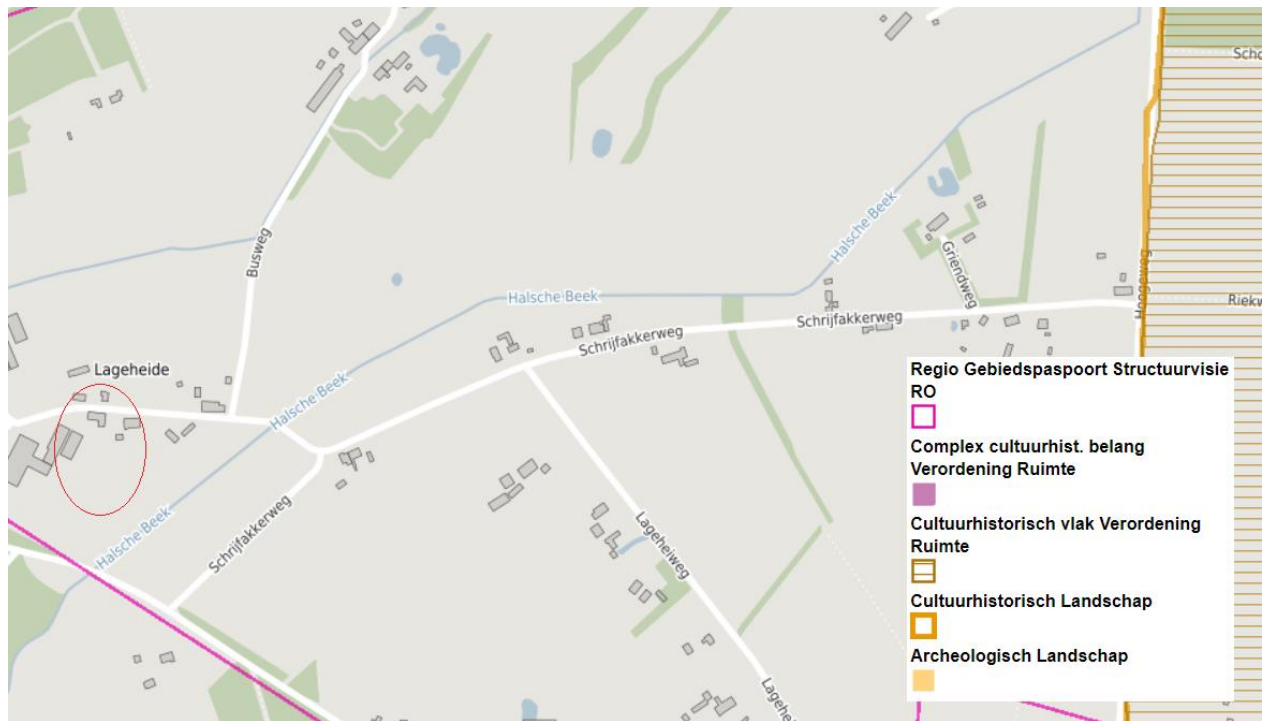 Scho
Halsche Beek
Busweg
Griendweg
Hoogeweg
Halsche Beek
Riekw
Schrijfakkerweg
Schrijfakkerweg
Lageheide
Halsche Beek
Regio Gebiedspaspoort Structuurvisie
RO
Complex cultuurhist. belang
Verordening Ruimte
Cultuurhistorisch vlak Verordening
Ruimte
Cultuurhistorisch Landschap
Archeologisch Landschap
Schrijfakkerweg
Halsche Beek
Lageheiweg
Lagehei